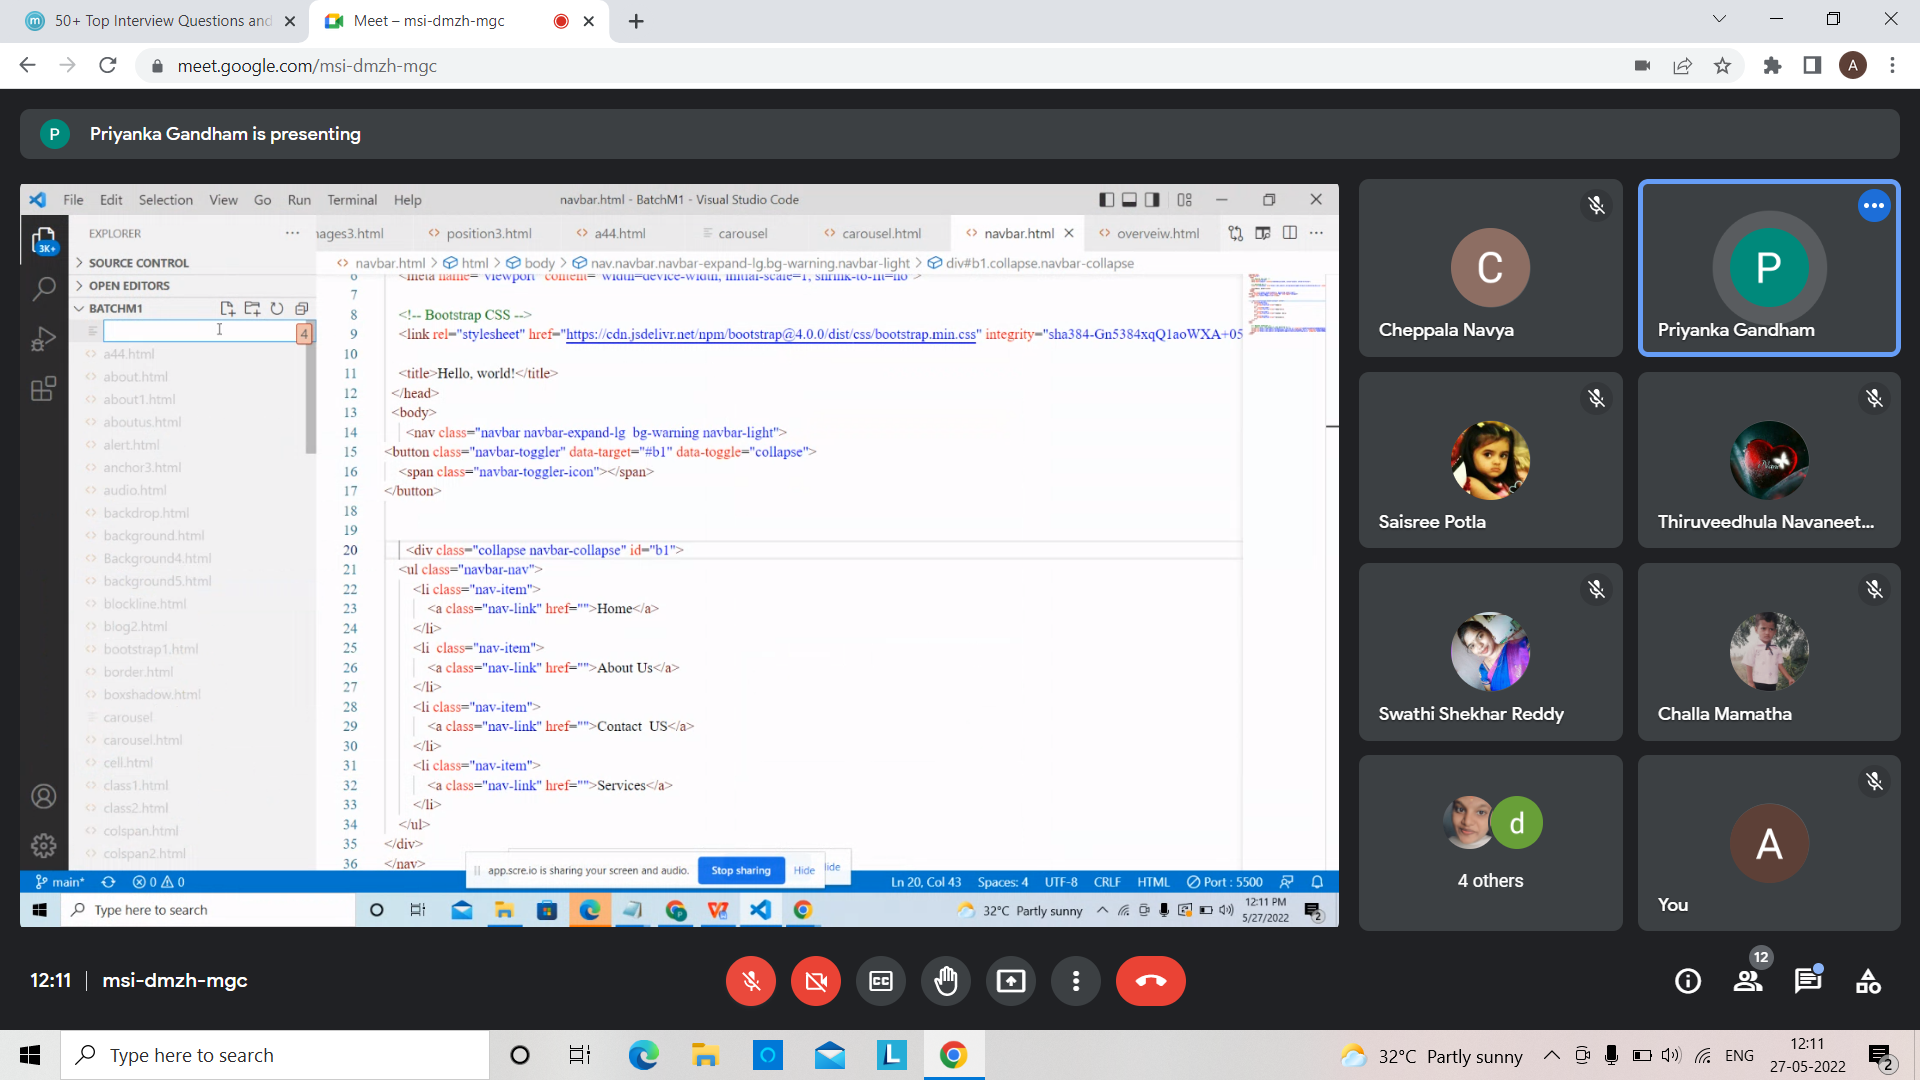 50+ Top Interview Questions and
Meet – msi-dmzh-mgc
meet.google.com/msi-dmzh-mgc
A
P
Priyanka Gandham is presenting
File Edit Selection View Go Run Terminal Help
navbar.html - BatchM1 - Visual Studio Code
EXPLORER
ages3.html
position3.html
a44.html
carousel
carousel.html
navbar.html
overveiw.html
3K+
SOURCE CONTROL
OPEN EDITORS
BATCHM1
4
a44.html
about.html
about1.html
aboutus.html
alert.html
anchor3.html
audio.html
backdrop.html
background.html
Background4.html
background5.html
blockline.html
blog2.html
bootstrap1.html
border.html
boxshadow.html
carousel
carousel.html
cell.html
class1.html
class2.html
colspan.html
colspan2.html
navbar.html > html > body > nav.navbar.navbar-expand-lg.bg-warning.navbar-light > div#b1.collapse.navbar-collapse
6 <meta name="viewport" content="width=device-width, initial-scale=1, shrink-to-fit=no">
7
8 <!-- Bootstrap CSS -->
9 <link rel="stylesheet" href="https://cdn.jsdelivr.net/npm/bootstrap@4.0.0/dist/css/bootstrap.min.css" integrity="sha384-Gn5384xqQ1aoWXA+05
10
11 <title>Hello, world!</title>
12 </head>
13 <body>
14 <nav class="navbar navbar-expand-lg  bg-warning navbar-light">
15 <button class="navbar-toggler" data-target="#b1" data-toggle="collapse">
16 <span class="navbar-toggler-icon"></span>
17 </button>
18
19
20 <div class="collapse navbar-collapse" id="b1">
21 <ul class="navbar-nav">
22 <li class="nav-item">
23 <a class="nav-link" href="">Home</a>
24 </li>
25 <li  class="nav-item">
26 <a class="nav-link" href="">About Us</a>
27 </li>
28 <li class="nav-item">
29 <a class="nav-link" href="">Contact  US</a>
30 </li>
31 <li class="nav-item">
32 <a class="nav-link" href="">Services</a>
33 </li>
34 </ul>
35 </div>
36 </nav>
app.scre.io is sharing your screen and audio. Stop sharing Hide
ide
main* 0 0
Ln 20, Col 43 Spaces: 4 UTF-8 CRLF HTML Port : 5500
Type here to search
32°C Partly sunny
12:11 PM
5/27/2022
2
C
Cheppala Navya
P
Priyanka Gandham
Saisree Potla
Thiruveedhula Navaneet...
Swathi Shekhar Reddy
Challa Mamatha
d
4 others
A
You
12:11 | msi-dmzh-mgc
CC
12
Type here to search
L
32°C Partly sunny
ENG
12:11
27-05-2022
2